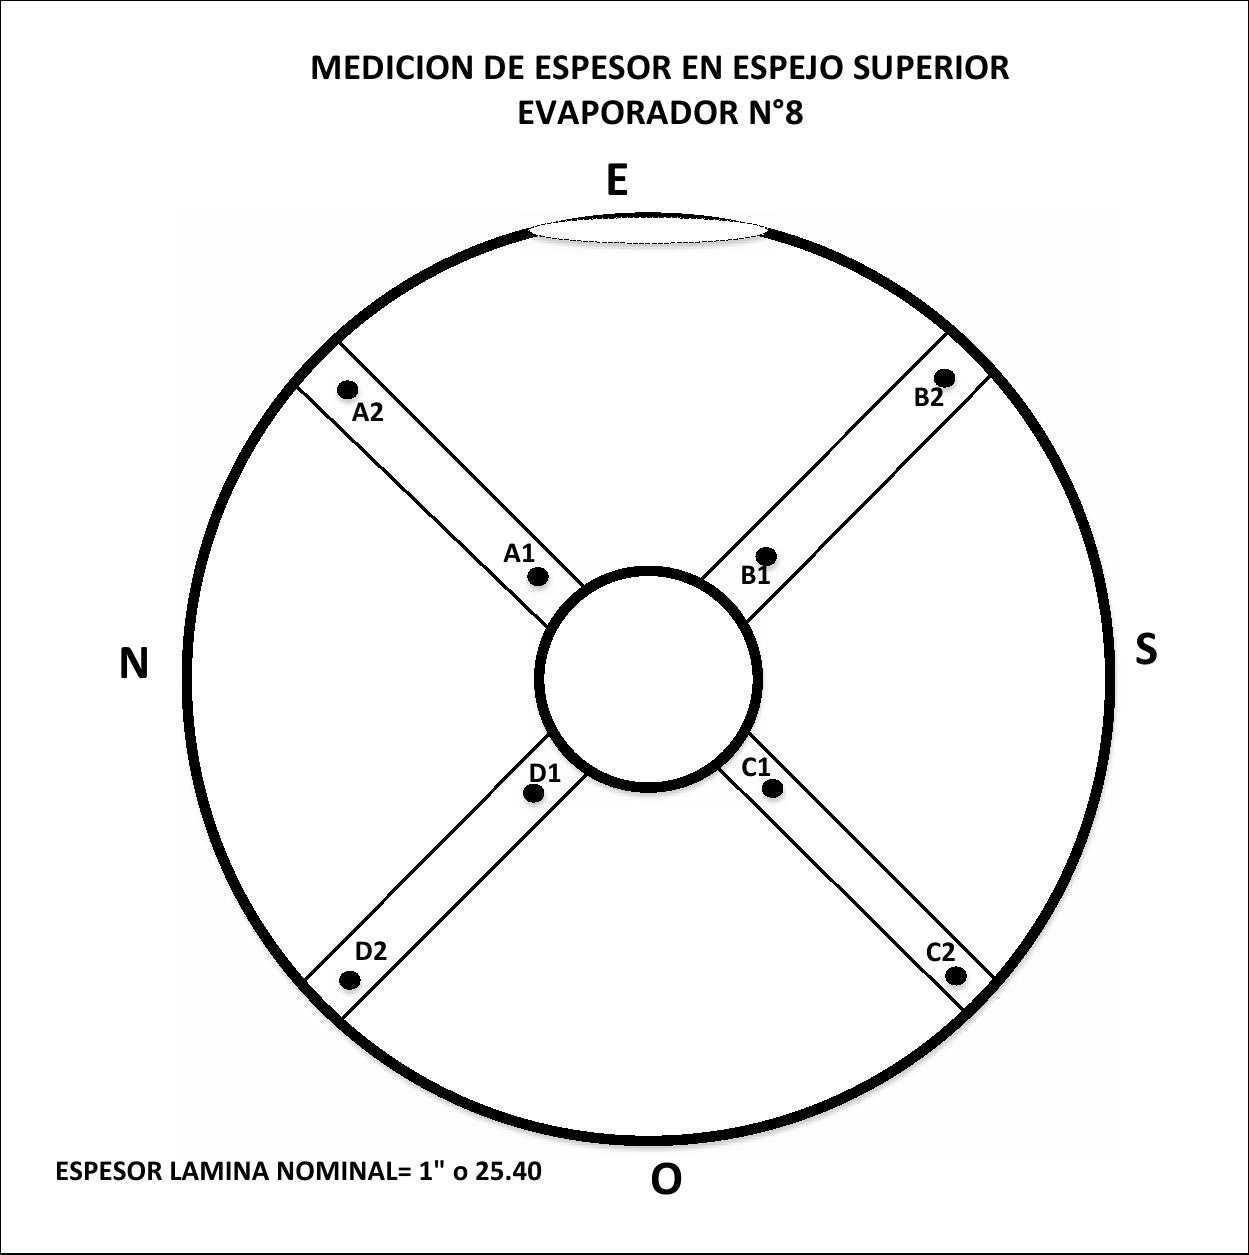 MEDICION DE ESPESOR EN ESPEJO SUPERIOR
EVAPORADOR N°8
E
B2
A2
A1
B1
S
N
C1
D1
D2
C2
ESPESOR LAMINA NOMINAL= 1" o 25.40
O